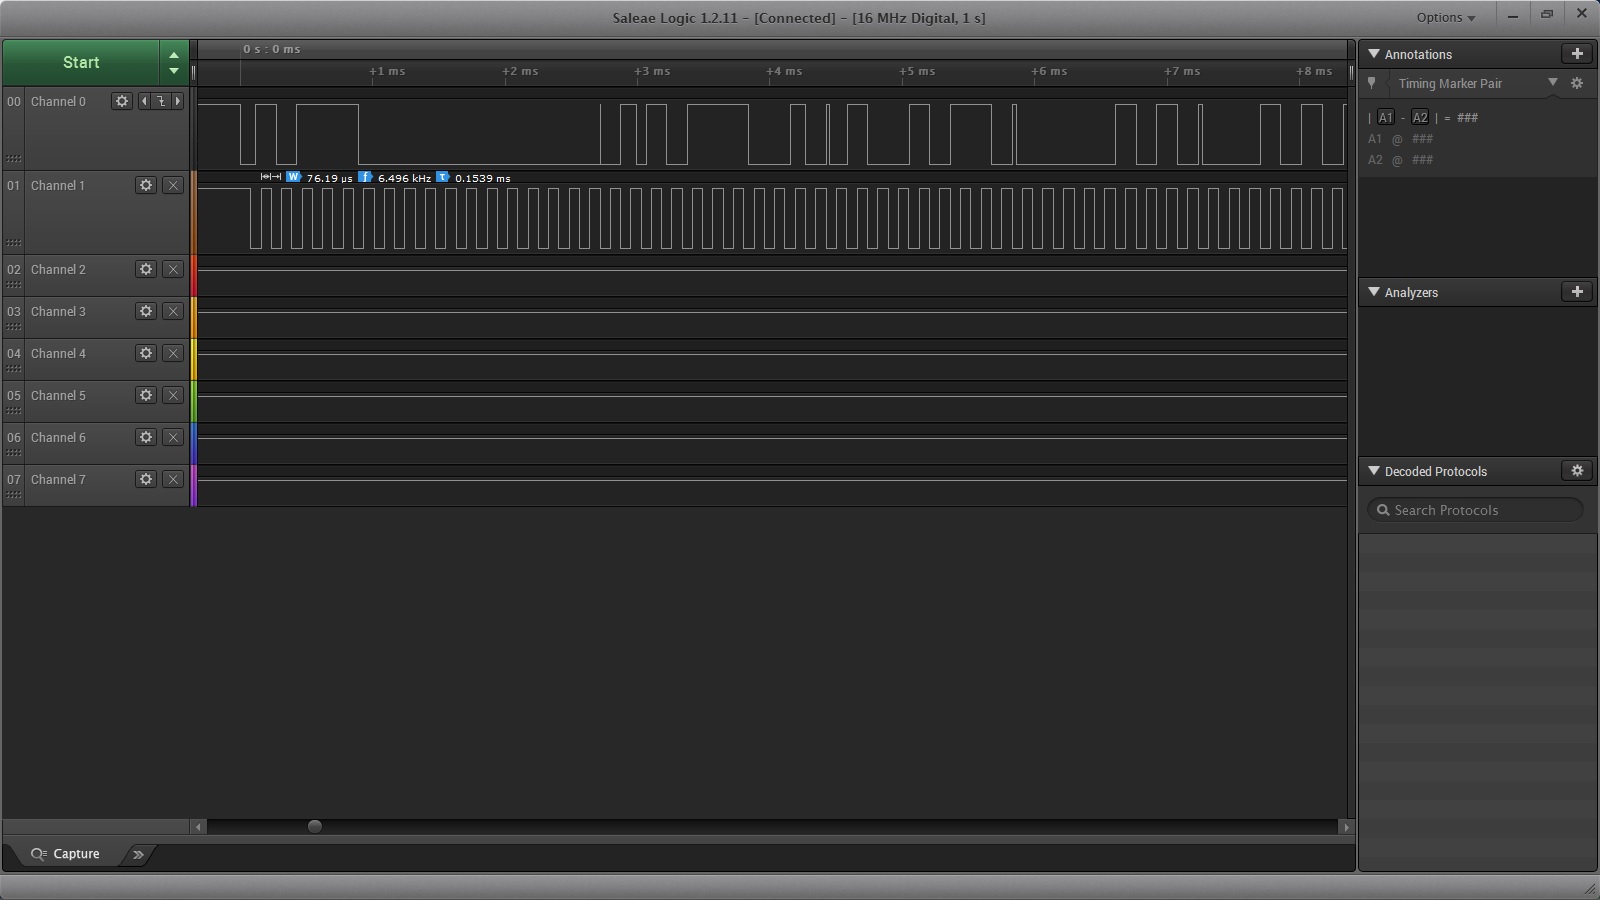 Saleae Logic 1.2.11 - [Connected] - [16 MHz Digital, 1 s]
Options
Start
0 s : 0 ms
+1 ms +2 ms +3 ms +4 ms +5 ms +6 ms +7 ms +8 ms
00 Channel 0
01 Channel 1
W 76.19 µs f 6.496 kHz τ 0.1539 ms
02 Channel 2
03 Channel 3
04 Channel 4
05 Channel 5
06 Channel 6
07 Channel 7
Capture
Annotations
Timing Marker Pair
| A1 - A2 | = ###
A1 @ ###
A2 @ ###
Analyzers
Decoded Protocols
Search Protocols